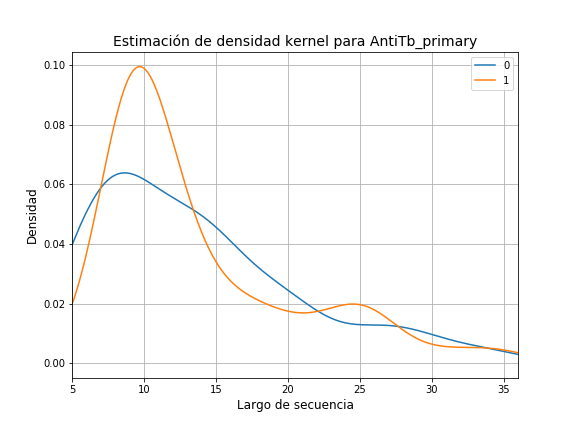 Estimación de densidad kernel para AntiTb_primary
0
1
0.10
0.08
0.06
0.04
0.02
0.00
Densidad
5 10 15 20 25 30 35
Largo de secuencia